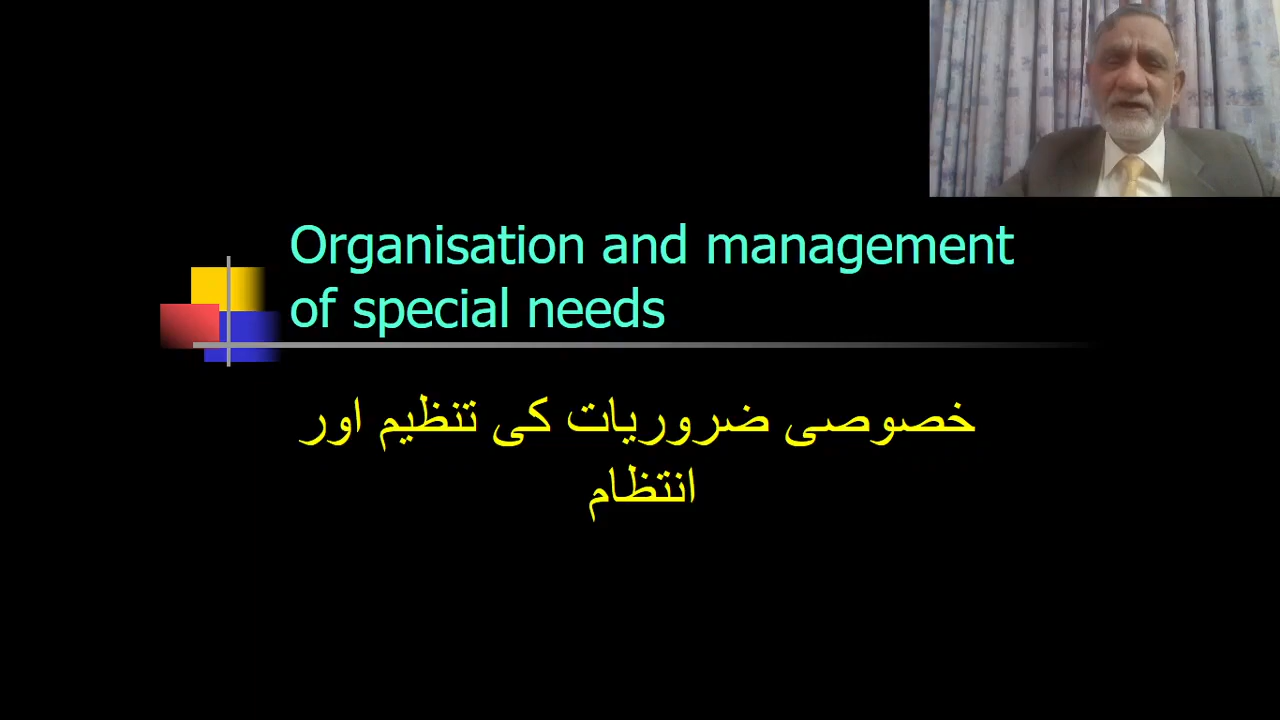 Organisation and management
of special needs
خصوصی ضروریات کی تنظیم اور
انتظام